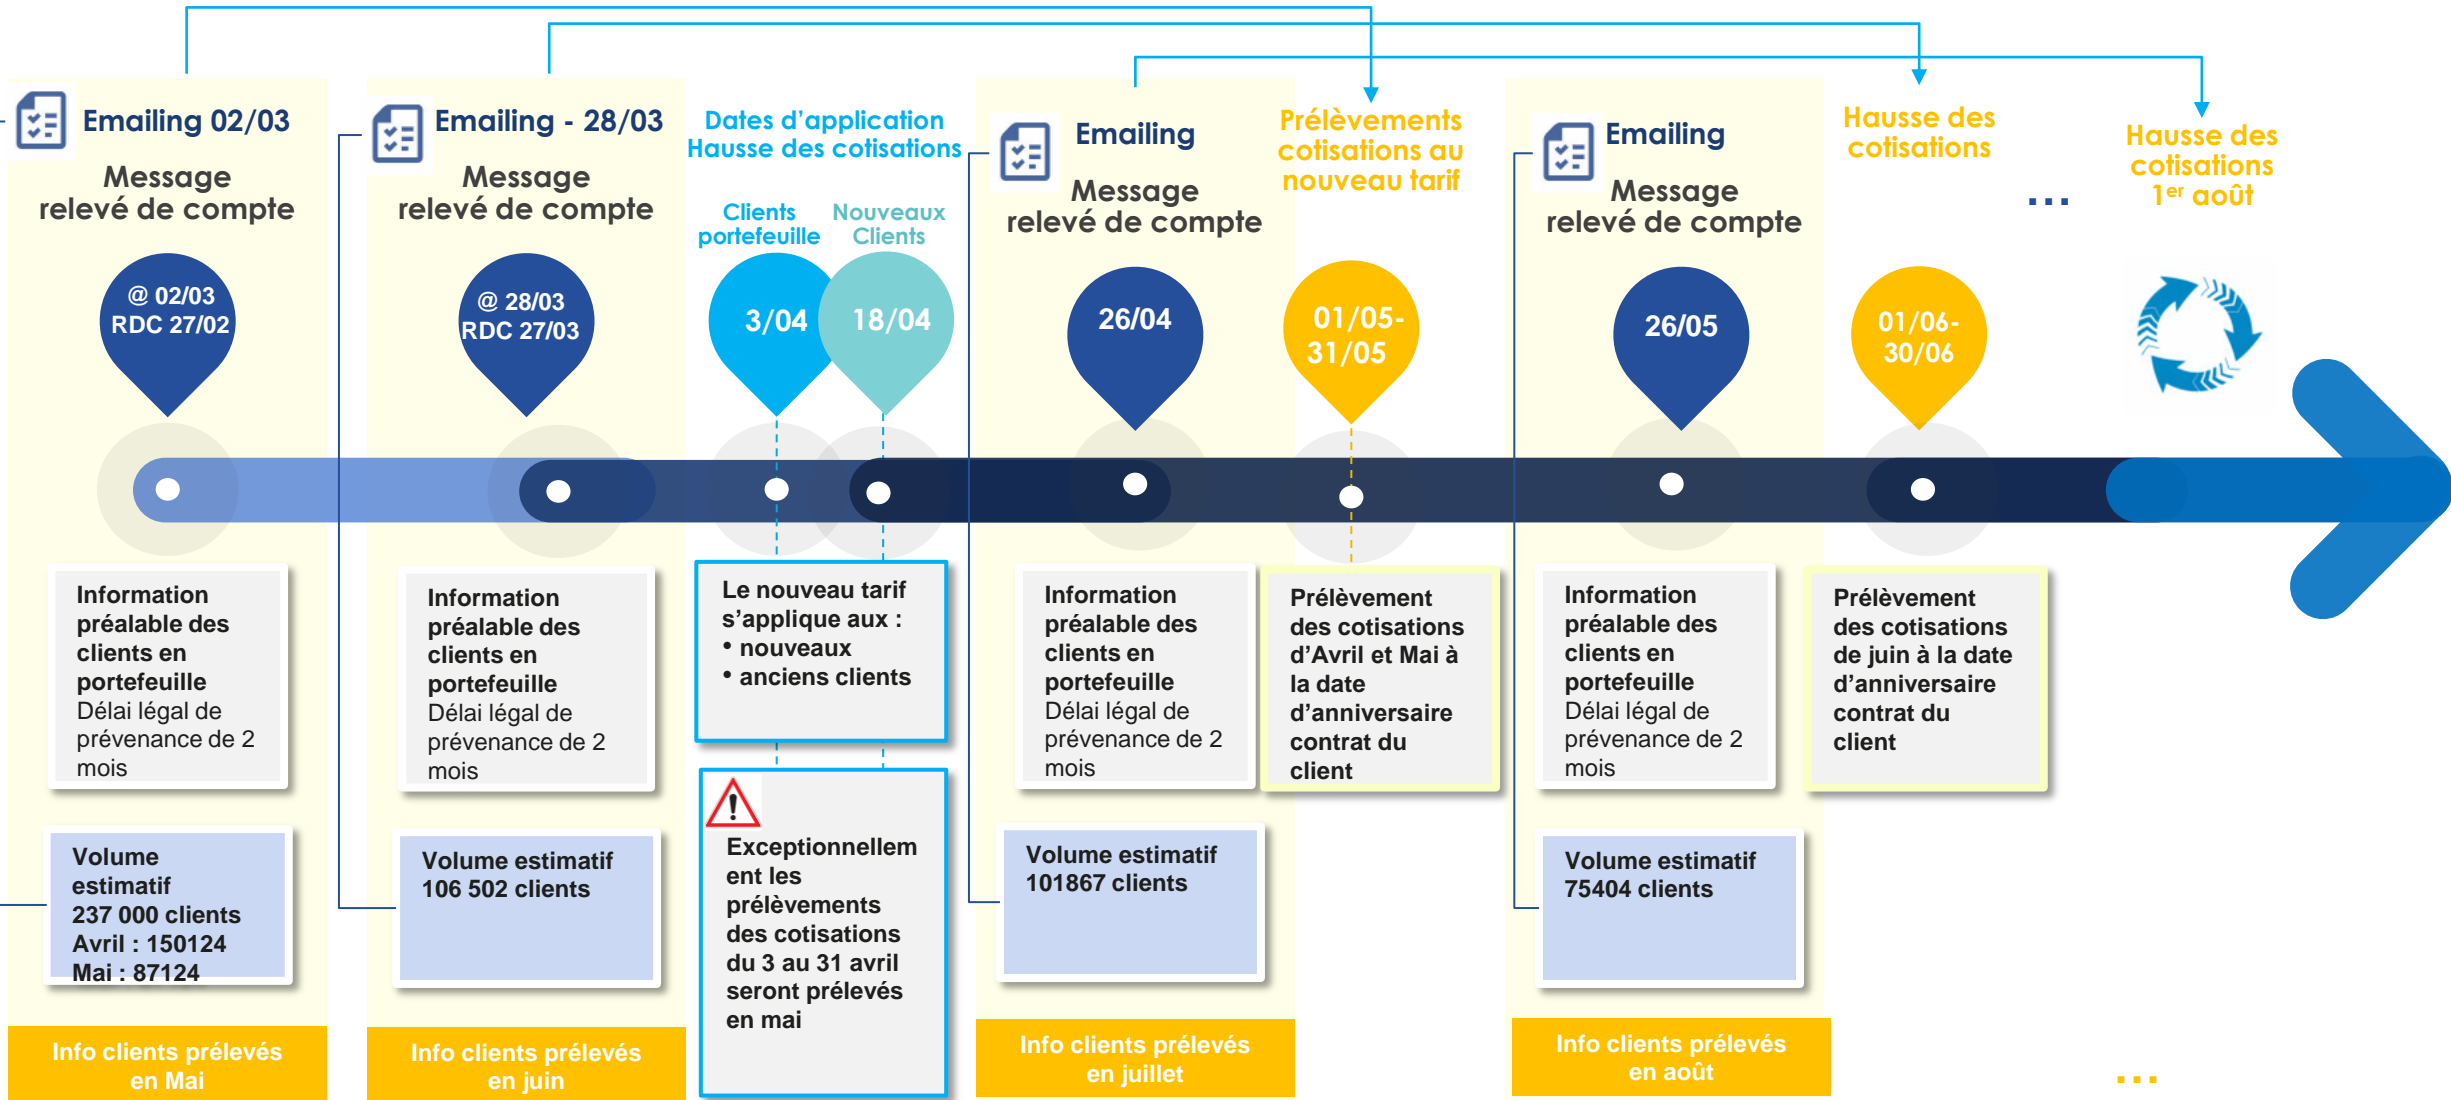 Emailing 02/03
Message
relevé de compte
@ 02/03
RDC 27/02
Information
préalable des
clients en
portefeuille
Délai légal de
prévenance de 2
mois
Volume
estimatif
237 000 clients
Avril : 150124
Mai : 87124
Info clients prélevés
en Mai
Emailing - 28/03
Message
relevé de compte
@ 28/03
RDC 27/03
Information
préalable des
clients en
portefeuille
Délai légal de
prévenance de 2
mois
Volume estimatif
106 502 clients
Info clients prélevés
en juin
Dates d’application
Hausse des cotisations
Clients
portefeuille
Nouveaux
Clients
3/04
18/04
Le nouveau tarif
s’applique aux :
• nouveaux
• anciens clients
Exceptionnellem
ent les
prélèvements
des cotisations
du 3 au 31 avril
seront prélevés
en mai
Emailing
Message
relevé de compte
26/04
Information
préalable des
clients en
portefeuille
Délai légal de
prévenance de 2
mois
Volume estimatif
101867 clients
Info clients prélevés
en juillet
Prélèvements
cotisations au
nouveau tarif
01/05-
31/05
Prélèvement
des cotisations
d’Avril et Mai à
la date
d’anniversaire
contrat du
client
Emailing
Message
relevé de compte
26/05
Information
préalable des
clients en
portefeuille
Délai légal de
prévenance de 2
mois
Volume estimatif
75404 clients
Info clients prélevés
en août
Hausse des
cotisations
01/06-
30/06
Prélèvement
des cotisations
de juin à la date
d’anniversaire
contrat du
client
...
Hausse des
cotisations
1er août
...